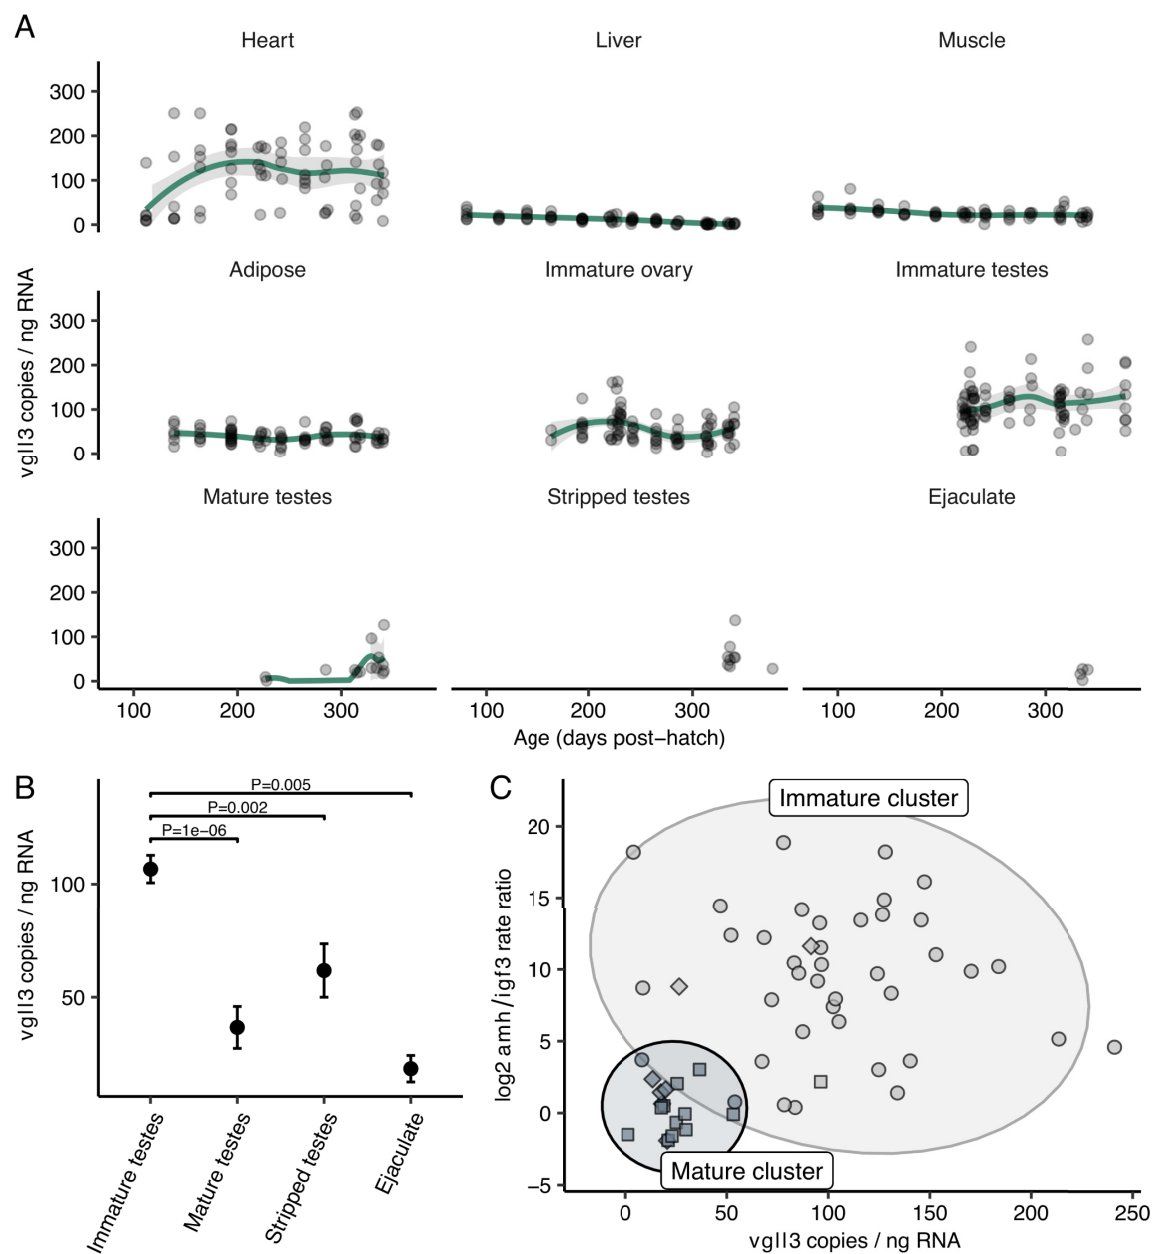 A
Heart Liver Muscle
300
200
100
0
Adipose Immature ovary Immature testes
vgll3 copies / ng RNA
300
200
100
0
Mature testes Stripped testes Ejaculate
300
200
100
0
100 200 300 100 200 300 100 200 300
Age (days post−hatch)
B
P=0.005
P=0.002
P=1e−06
vgll3 copies / ng RNA
100
50
Immature testes
Mature testes
Stripped testes
Ejaculate
C
Immature cluster
log2 amh/igf3 rate ratio
20
15
10
5
0
−5
Mature cluster
0 50 100 150 200 250
vgll3 copies / ng RNA